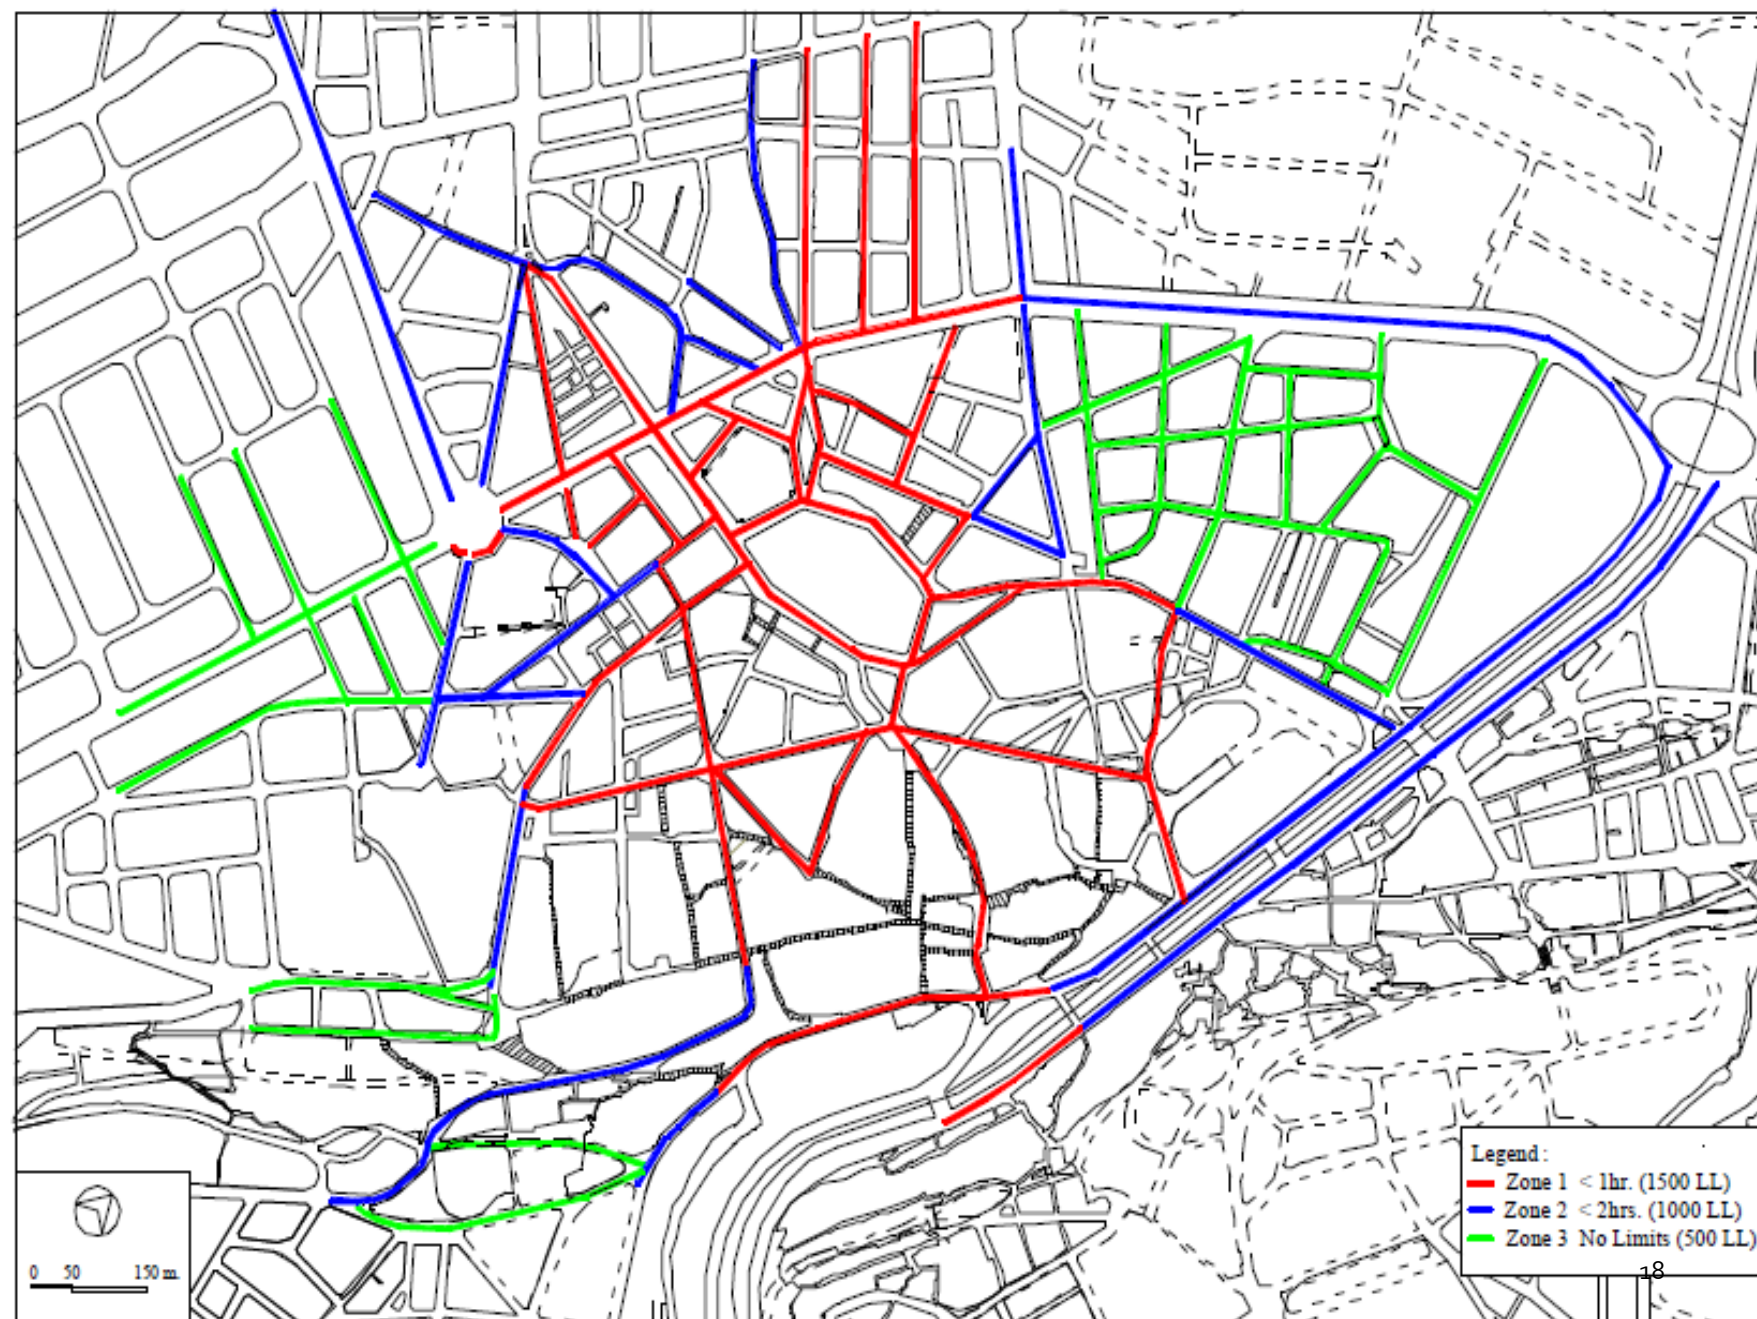 Legend :
Zone 1 < 1hr. (1500 LL)
Zone 2 < 2hrs. (1000 LL)
Zone 3 No Limits (500 LL)
18
0 50 150 m.